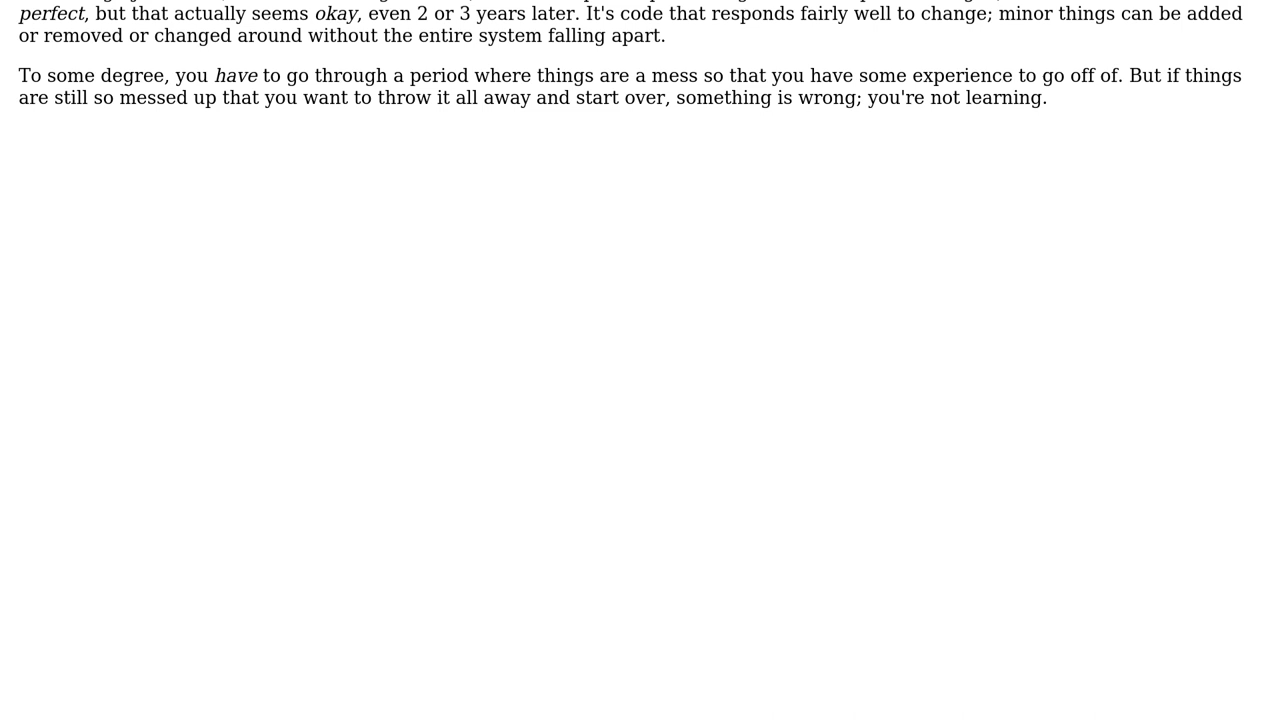 perfect, but that actually seems okay, even 2 or 3 years later. It's code that responds fairly well to change; minor things can be added
or removed or changed around without the entire system falling apart.
To some degree, you have to go through a period where things are a mess so that you have some experience to go off of. But if things
are still so messed up that you want to throw it all away and start over, something is wrong; you're not learning.